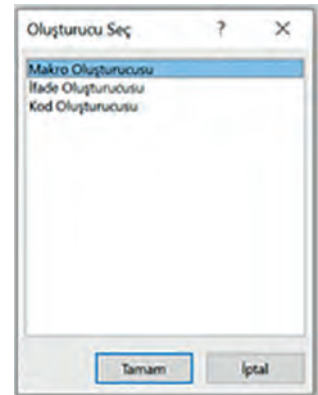 Oluşturucu Seç ? ×
Makro Oluşturucusu
İfade Oluşturucusu
Kod Oluşturucusu
Tamam İptal